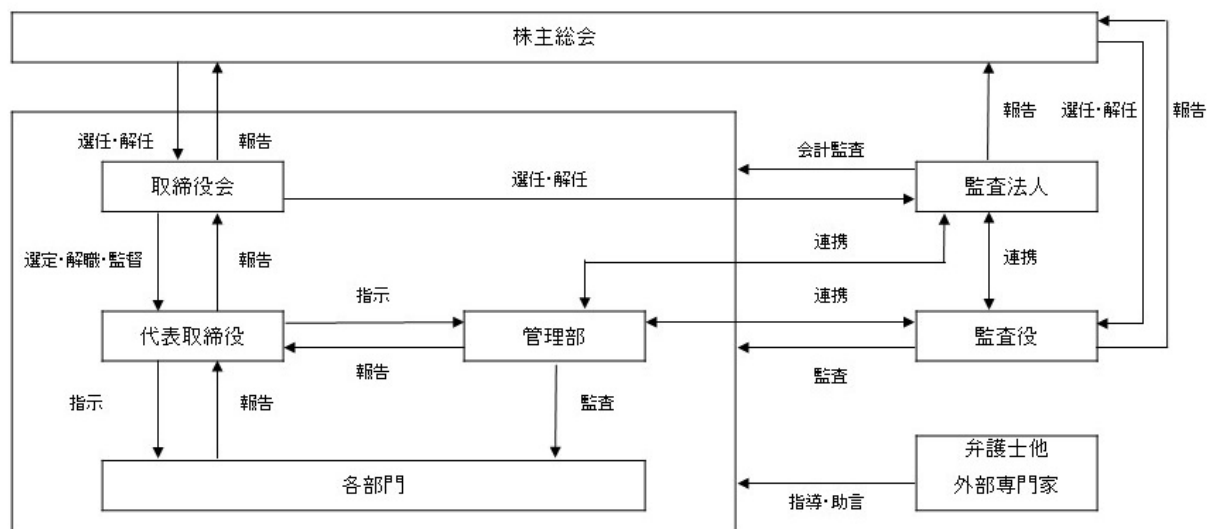 株主総会
選任・解任
報告
報告
選任・解任
報告
会計監査
取締役会
選任・解任
監査法人
選定・解職・監督
報告
連携
連携
指示
連携
代表取締役
管理部
監査役
報告
監査
指示
報告
監査
各部門
弁護士他
外部専門家
指導・助言